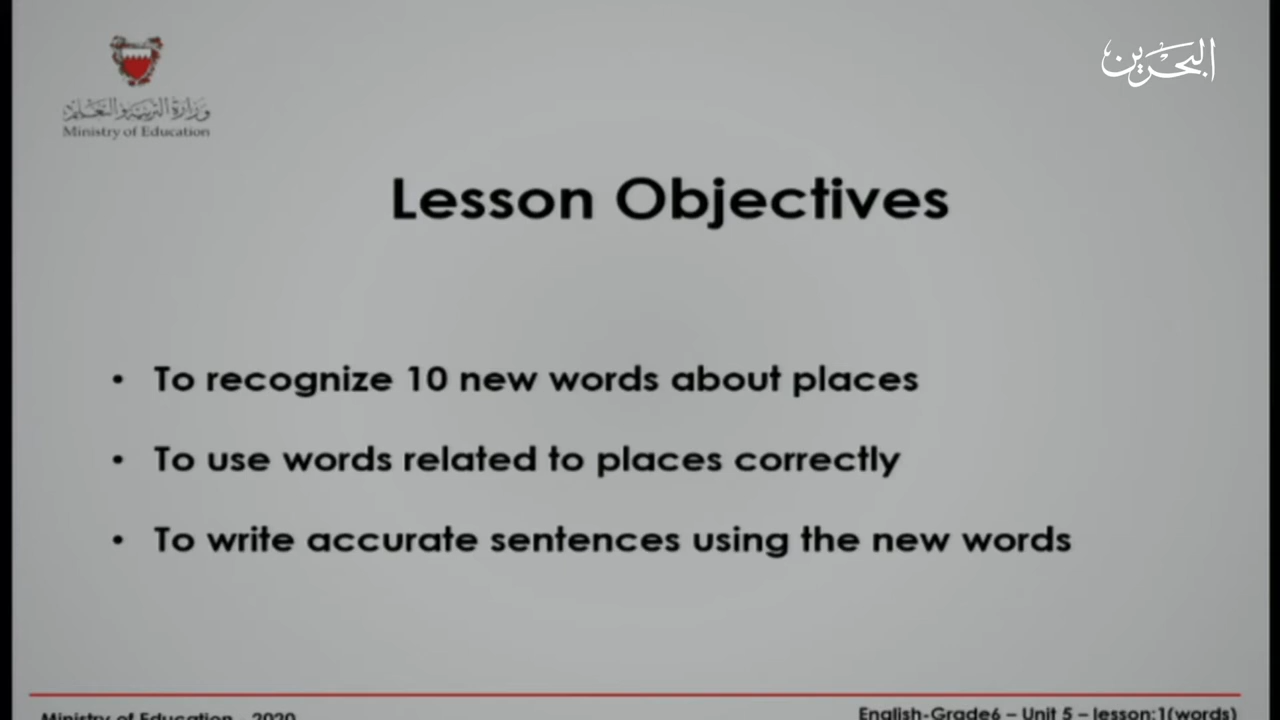 البحرين
وزارة التربية والتعليم
Ministry of Education
Lesson Objectives
• To recognize 10 new words about places
• To use words related to places correctly
• To write accurate sentences using the new words
Ministry of Education - 2020
English-Grade6 – Unit 5 – lesson:1(words)